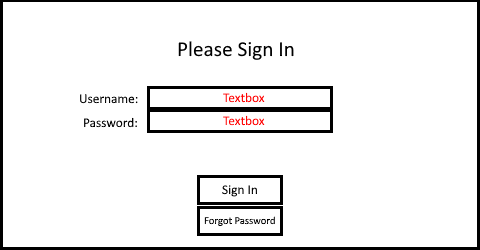 Please Sign In
Username: Textbox
Password: Textbox
Sign In
Forgot Password